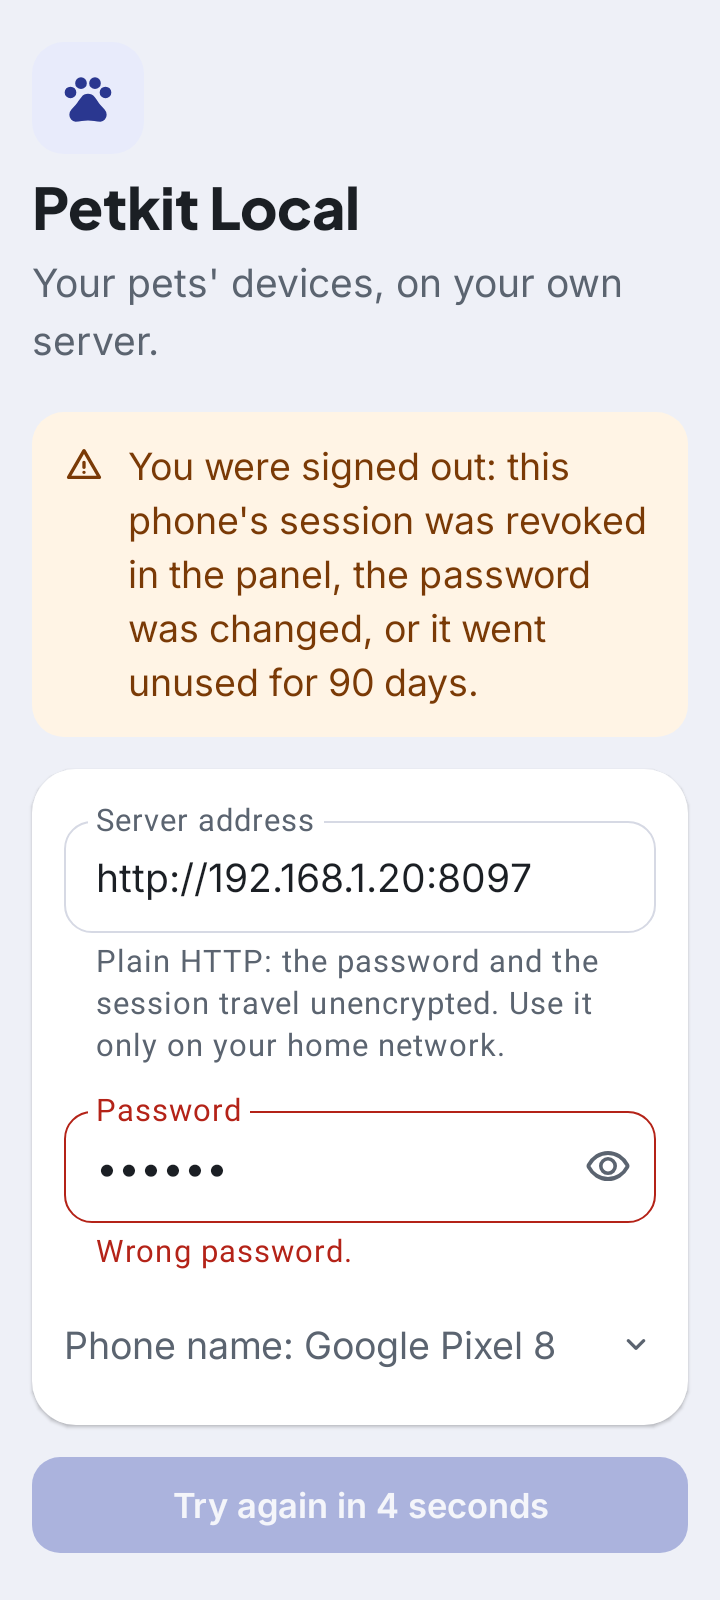 Petkit Local
Your pets' devices, on your own
server.
You were signed out: this
phone's session was revoked
in the panel, the password
was changed, or it went
unused for 90 days.
Server address
http://192.168.1.20:8097
Plain HTTP: the password and the
session travel unencrypted. Use it
only on your home network.
Password
••••••
Wrong password.
Phone name: Google Pixel 8
Try again in 4 seconds